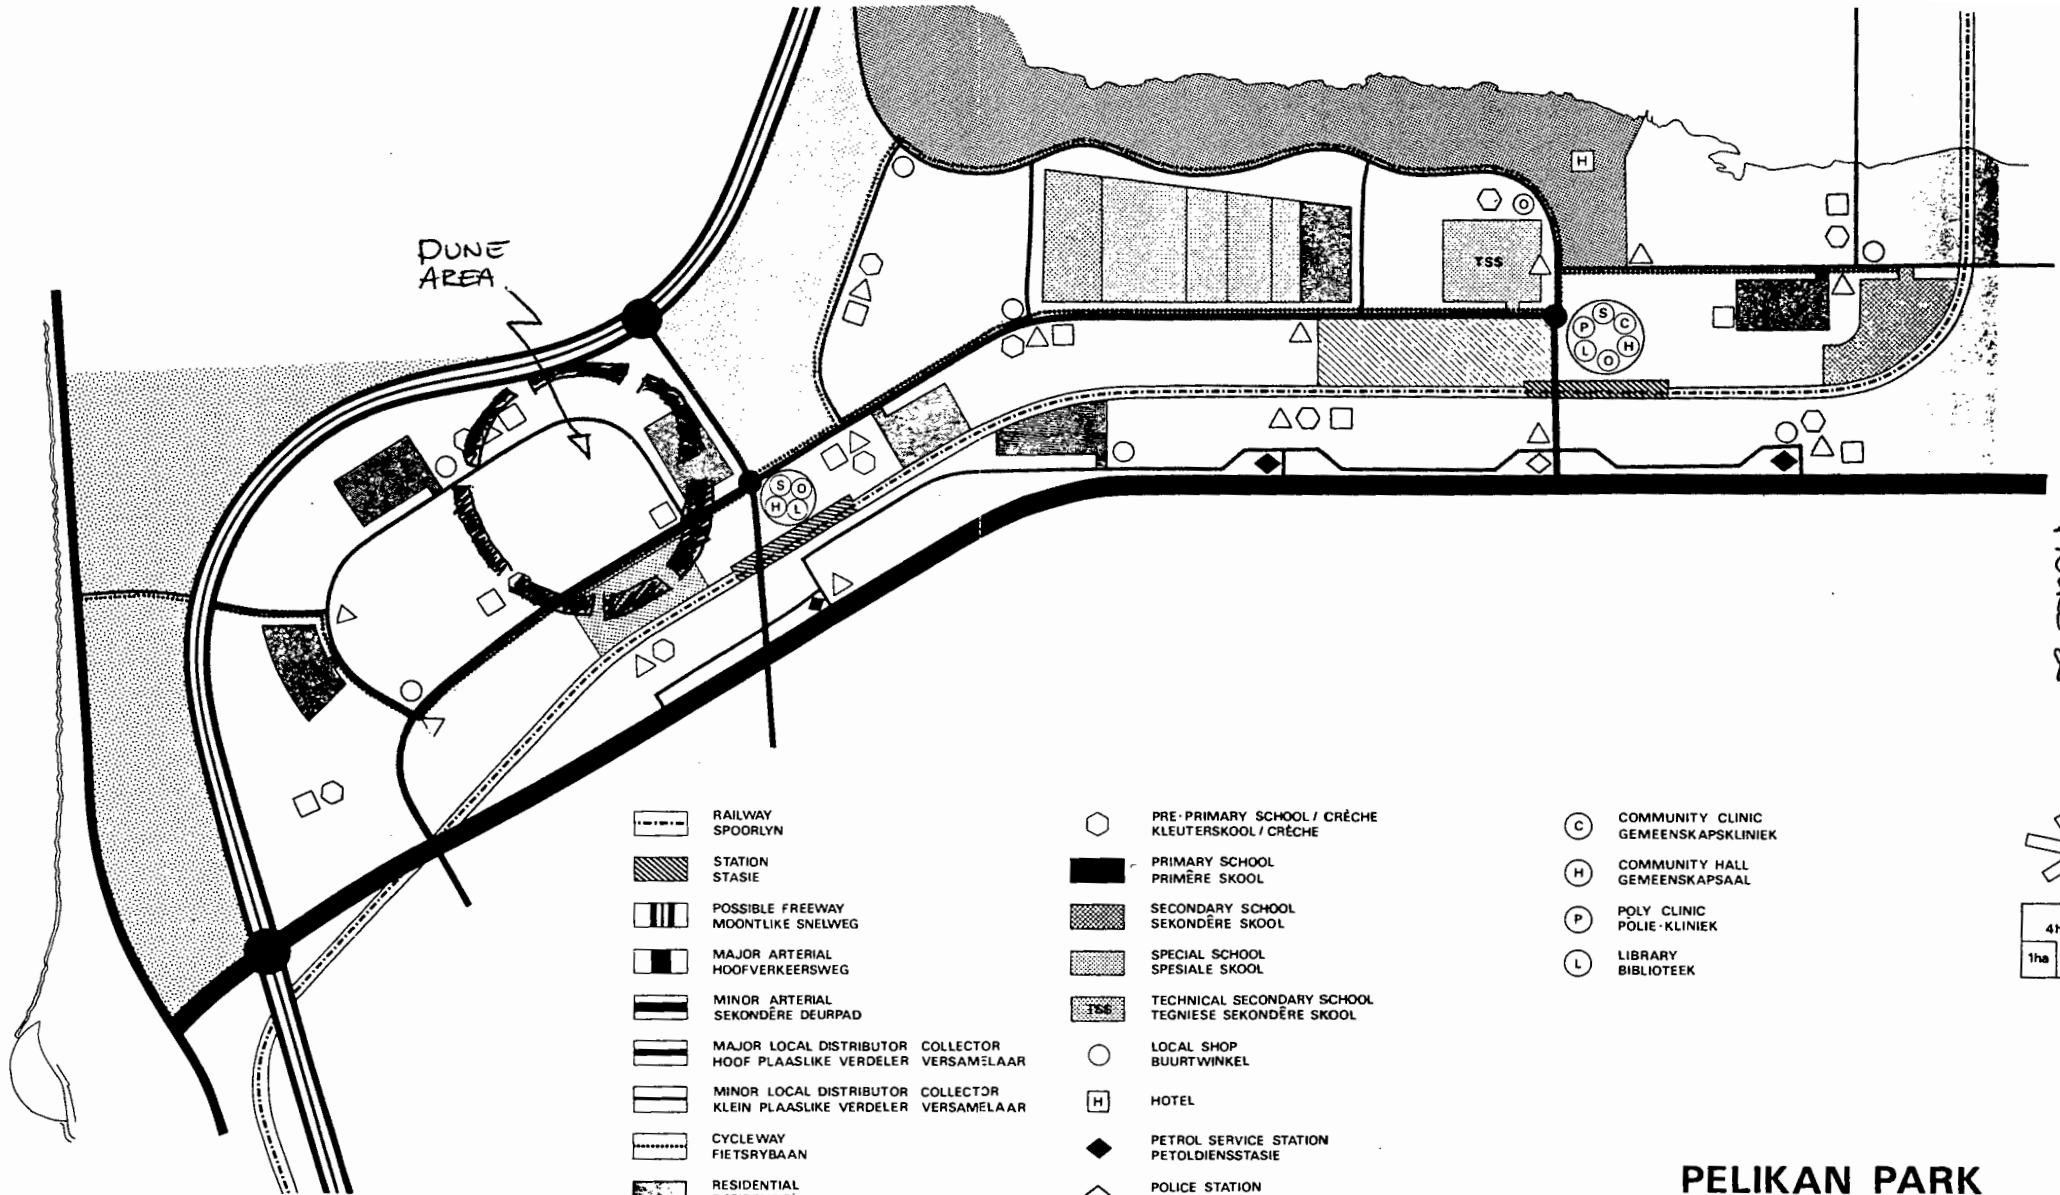 DUNE
AREA
H
O
TSS
S
C
H
O
L
P
S
O
L
H
RAILWAY
SPOORLYN
STATION
STASIE
POSSIBLE FREEWAY
MOONTLIKE SNELWEG
MAJOR ARTERIAL
HOOFVERKEERSWEG
MINOR ARTERIAL
SEKONDÊRE DEURPAD
MAJOR LOCAL DISTRIBUTOR COLLECTOR
HOOF PLAASLIKE VERDELER VERSAMELAAR
MINOR LOCAL DISTRIBUTOR COLLECTOR
KLEIN PLAASLIKE VERDELER VERSAMELAAR
CYCLEWAY
FIETSRYBAAN
RESIDENTIAL
PRE-PRIMARY SCHOOL / CRÈCHE
KLEUTERSKOOL / CRÈCHE
PRIMARY SCHOOL
PRIMÊRE SKOOL
SECONDARY SCHOOL
SEKONDÊRE SKOOL
SPECIAL SCHOOL
SPESIALE SKOOL
TSS
TECHNICAL SECONDARY SCHOOL
TEGNIESE SEKONDÊRE SKOOL
LOCAL SHOP
BUURTWINKEL
H
HOTEL
PETROL SERVICE STATION
PETOLDIENSSTASIE
POLICE STATION
C
COMMUNITY CLINIC
GEMEENSKAPSKLINIEK
H
COMMUNITY HALL
GEMEENSKAPSAAL
P
POLY CLINIC
POLIE-KLINIEK
L
LIBRARY
BIBLIOTEEK
1ha
PELIKAN PARK